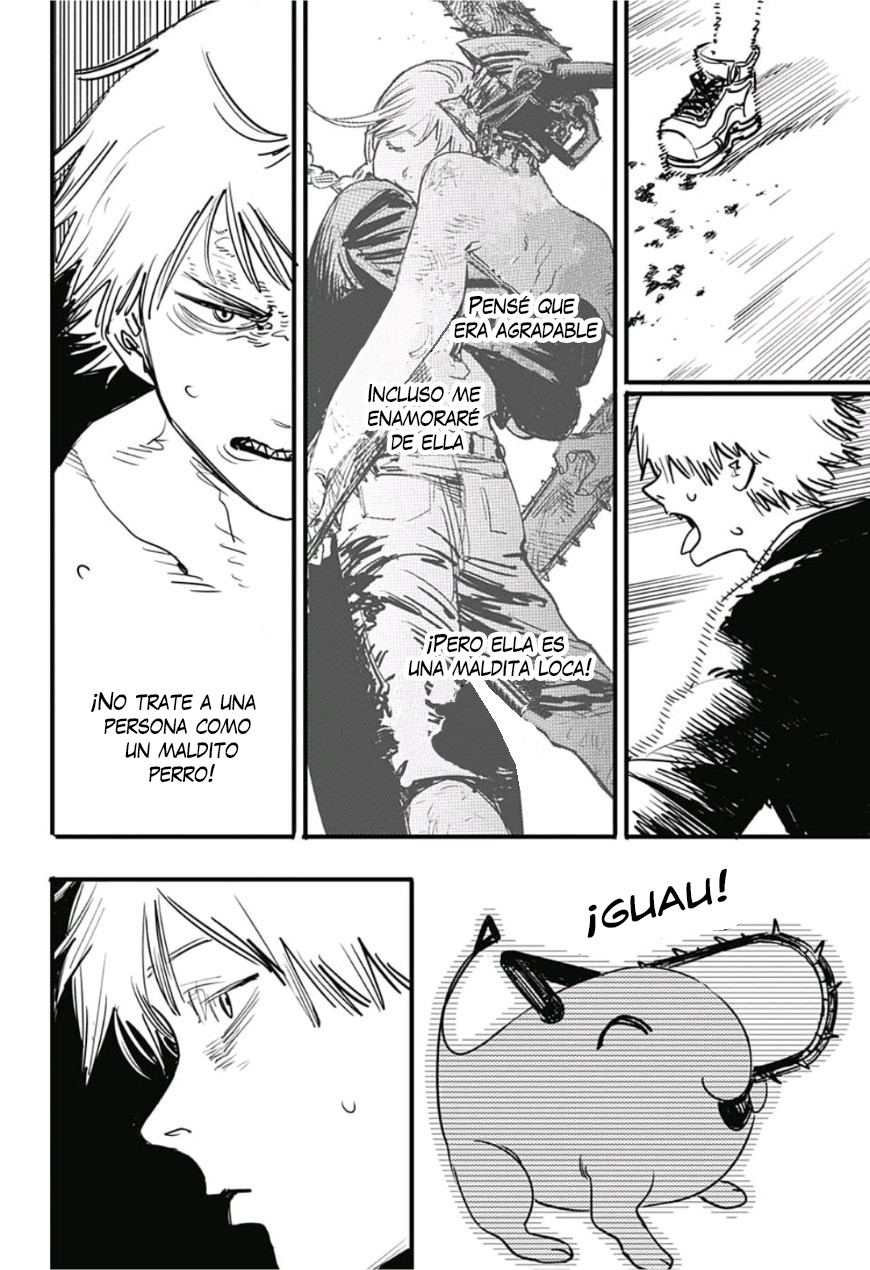 PENSÉ QUE
ERA AGRADABLE
INCLUSO ME
ENAMORARÉ
DE ELLA
¡PERO ELLA ES
UNA MALDITA LOCA!
¡NO TRATE A UNA
PERSONA COMO
UN MALDITO
PERRO!
¡GUAU!